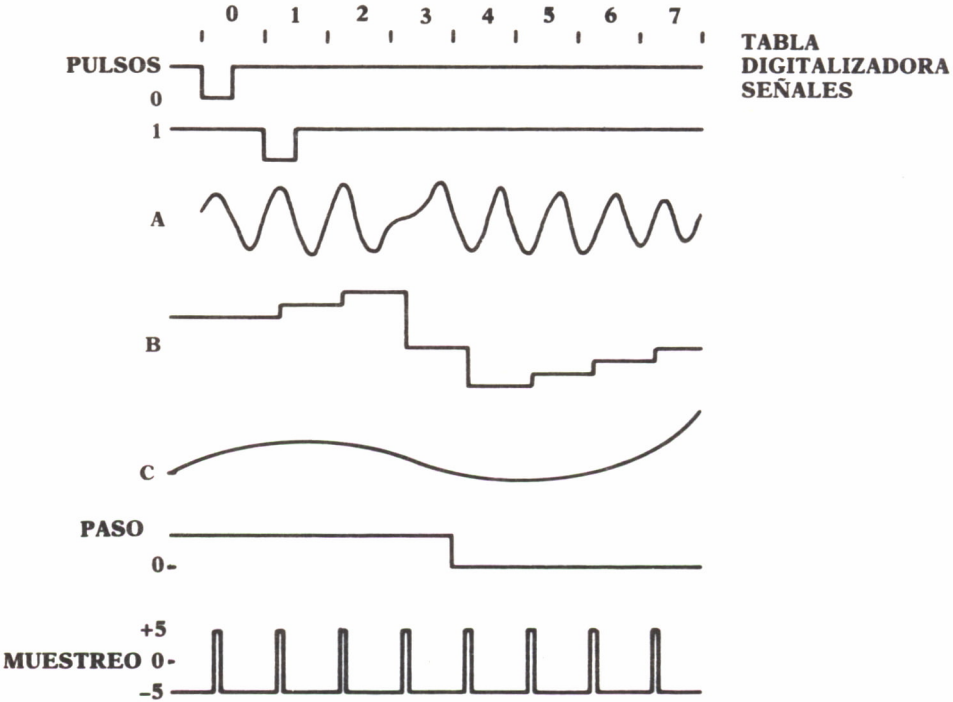 0 1 2 3 4 5 6 7
TABLA
DIGITALIZADORA
SEÑALES
PULSOS
0
1
A
B
C
PASO
0-
+5
MUESTREO 0-
-5